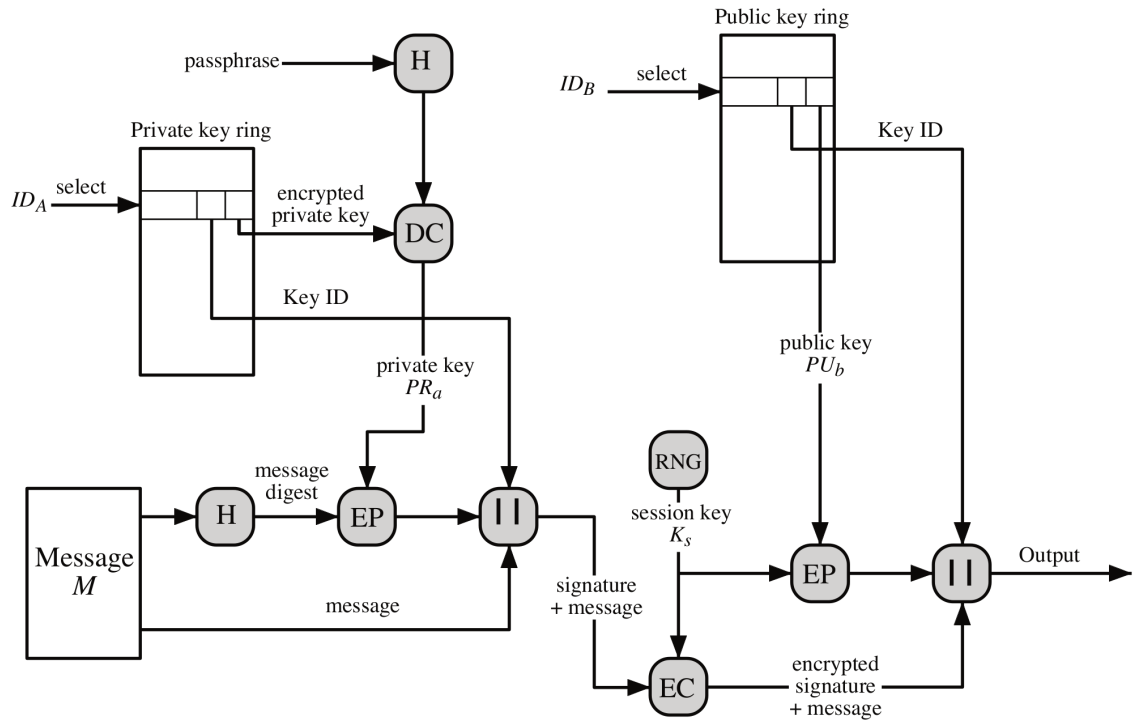 Public key ring
passphrase
H
ID_B
select
Key ID
Private key ring
ID_A
select
encrypted
private key
DC
Key ID
private key
PR_a
public key
PU_b
RNG
session key
K_s
Message
M
H
message
digest
EP
||
message
signature
+ message
EP
||
Output
EC
encrypted
signature
+ message